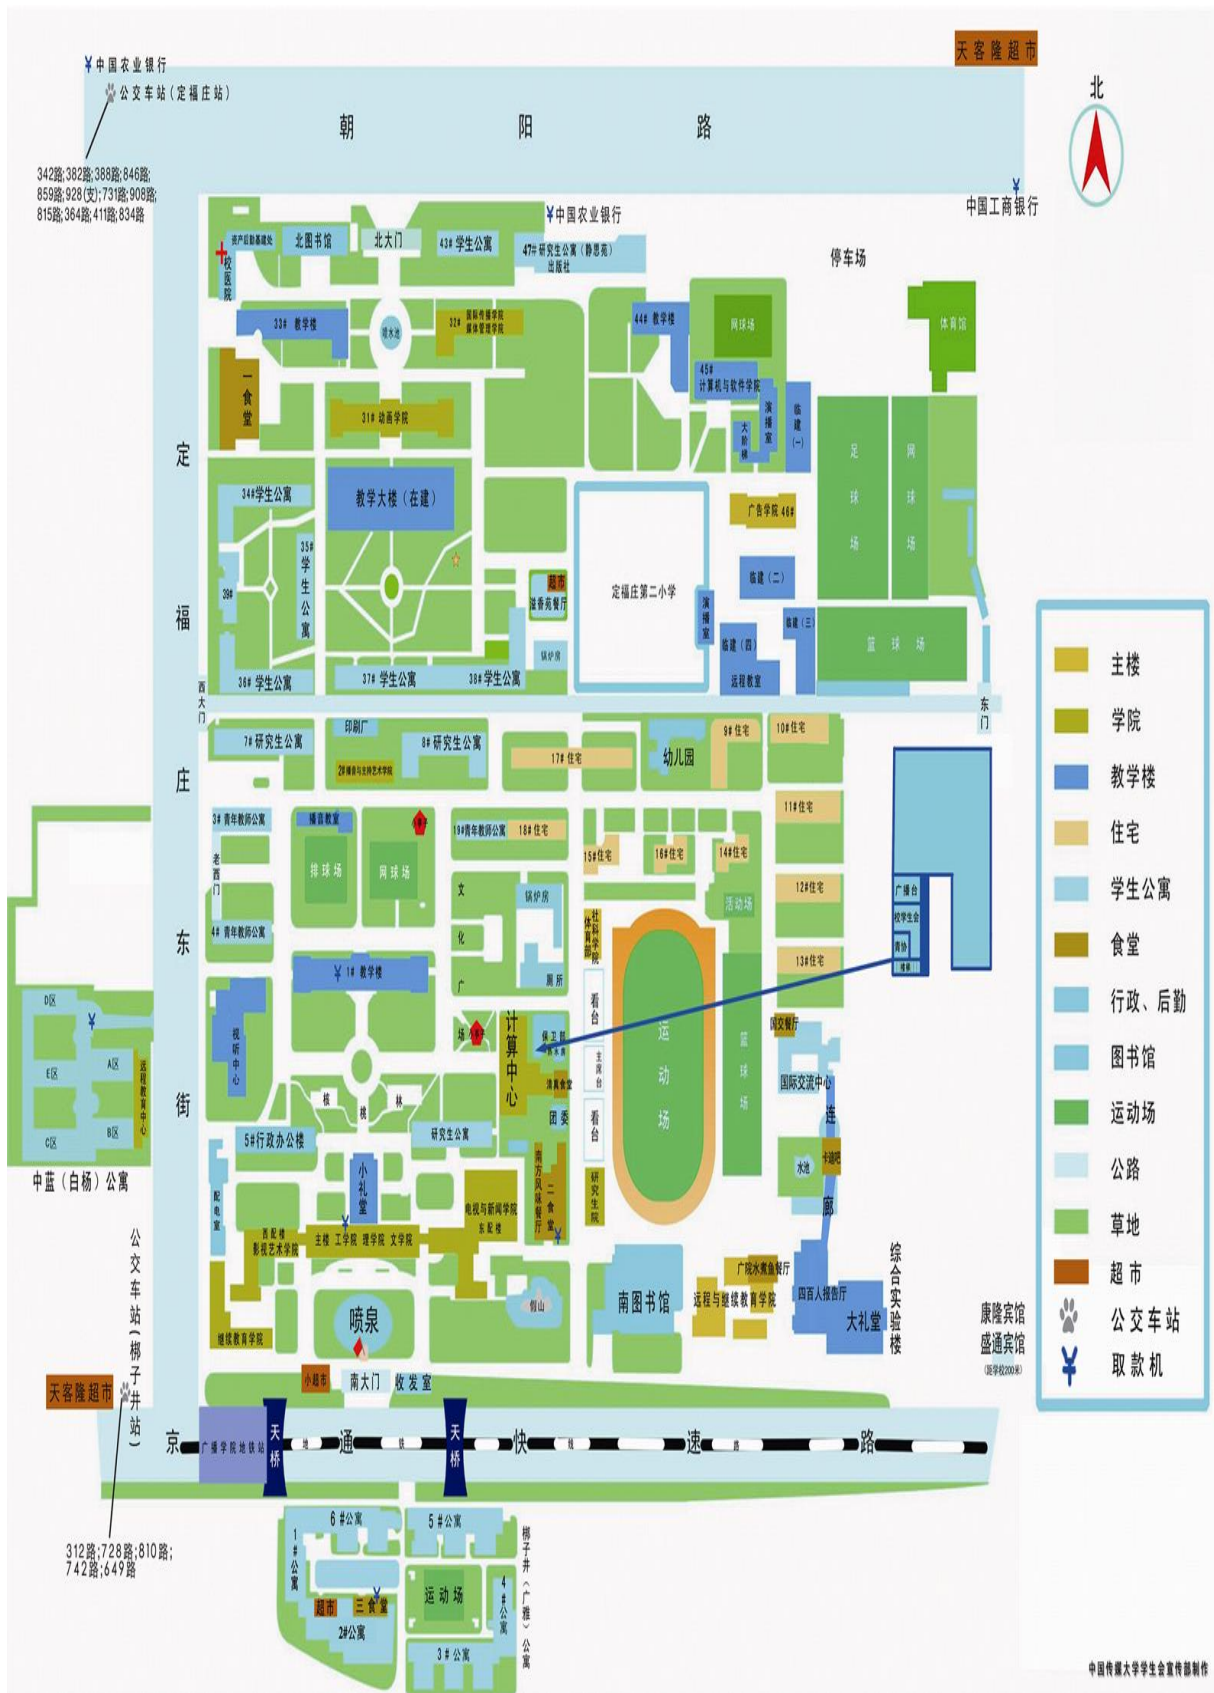 天客隆超市
中国农业银行
公交车站(定福庄站)
北
朝阳路
342路;382路;388路;846路;
859路;928(支);731路;908路;
815路;364路;411路;834路
中国工商银行
中国农业银行
资产后勤基建处
北图书馆
北大门
43# 学生公寓
47# 研究生公寓(静思苑)
出版社
停车场
校医院
33# 教学楼
喷水池
32#
国际传播学院
媒体管理学院
44# 教学楼
网球场
体育馆
45#
计算机与软件学院
一食堂
31# 动画学院
大阶梯
演播室
临建(一)
足球场
网球场
定福庄东街
34#学生公寓
教学大楼(在建)
广告学院 46#
35#学生公寓
39#
超市
滋香苑餐厅
定福庄第二小学
临建(二)
演播室
临建(三)
临建(四)
篮球场
锅炉房
远程教室
36# 学生公寓
37# 学生公寓
38# 学生公寓
西大门
东门
主楼
学院
教学楼
住宅
学生公寓
食堂
行政、后勤
图书馆
运动场
公路
草地
超市
公交车站
取款机
7# 研究生公寓
印刷厂
8# 研究生公寓
2#播音与主持艺术学院
17# 住宅
幼儿园
9# 住宅
10# 住宅
3# 青年教师公寓
播音教室
19#青年教师公寓
18# 住宅
11# 住宅
老西门
排球场
网球场
15#住宅
16#住宅
14#住宅
12#住宅
文化广场
锅炉房
活动场
广播台
校学生会
青协
楼梯
4# 青年教师公寓
社科学院
体育部
厕所
1# 教学楼
13#住宅
看台
主席台
看台
运动场
篮球场
D区
A区
E区
B区
C区
远程教育中心
中蓝(白杨)公寓
视听中心
计算中心
保卫部
清真食堂
团委
国交餐厅
国际交流中心
连廊
核桃林
5#行政办公楼
研究生公寓
配电室
小礼堂
南方风味餐厅
二食堂
研究生院
水池
卡通吧
电视与新闻学院
东配楼
西配楼
影视艺术学院
主楼 工学院 理学院 文学院
继续教育学院
喷泉
假山
南图书馆
广院水煮鱼餐厅
远程与继续教育学院
四百人报告厅
大礼堂
综合实验楼
康隆宾馆
盛通宾馆
(距学校200米)
公交车站(梆子井站)
天客隆超市
小超市
南大门
收发室
京通快速路
广播学院地铁站
天桥
地铁线路
天桥
312路;728路;810路;
742路;649路
6#公寓
5#公寓
1#公寓
超市
三食堂
2#公寓
运动场
4#公寓
3#公寓
梆子井(广雅)公寓
中国传媒大学学生会宣传部制作